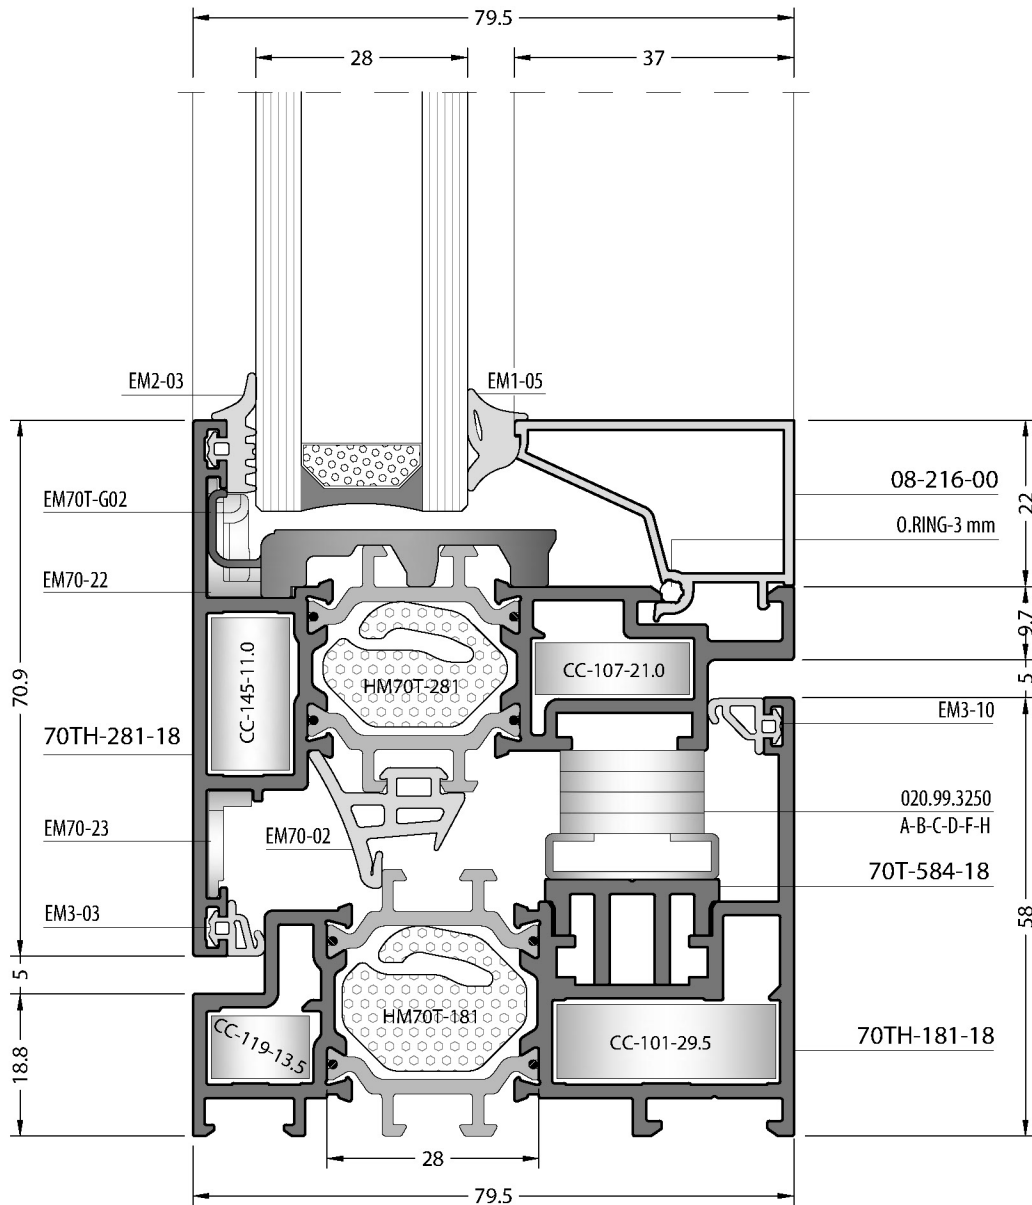 79.5
28
37
EM2-03
EM1-05
08-216-00
22
EM70T-G02
O.RING-3 mm
EM70-22
9.7
CC-145-11.0
HM70T-281
CC-107-21.0
5
70.9
70TH-281-18
EM3-10
020.99.3250
A-B-C-D-F-H
EM70-23
EM70-02
70T-584-18
EM3-03
58
5
HM70T-181
CC-119-13.5
CC-101-29.5
70TH-181-18
18.8
28
79.5